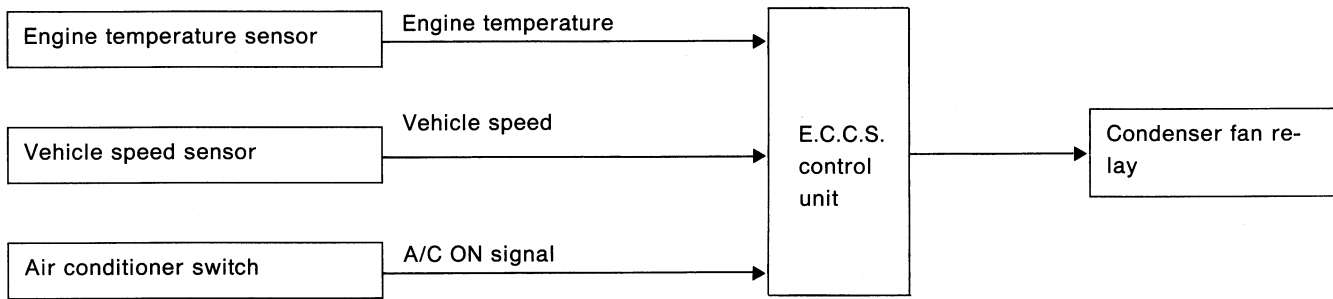 Engine temperature sensor
Engine temperature
Vehicle speed sensor
Vehicle speed
Air conditioner switch
A/C ON signal
E.C.C.S.
control
unit
Condenser fan re-
lay